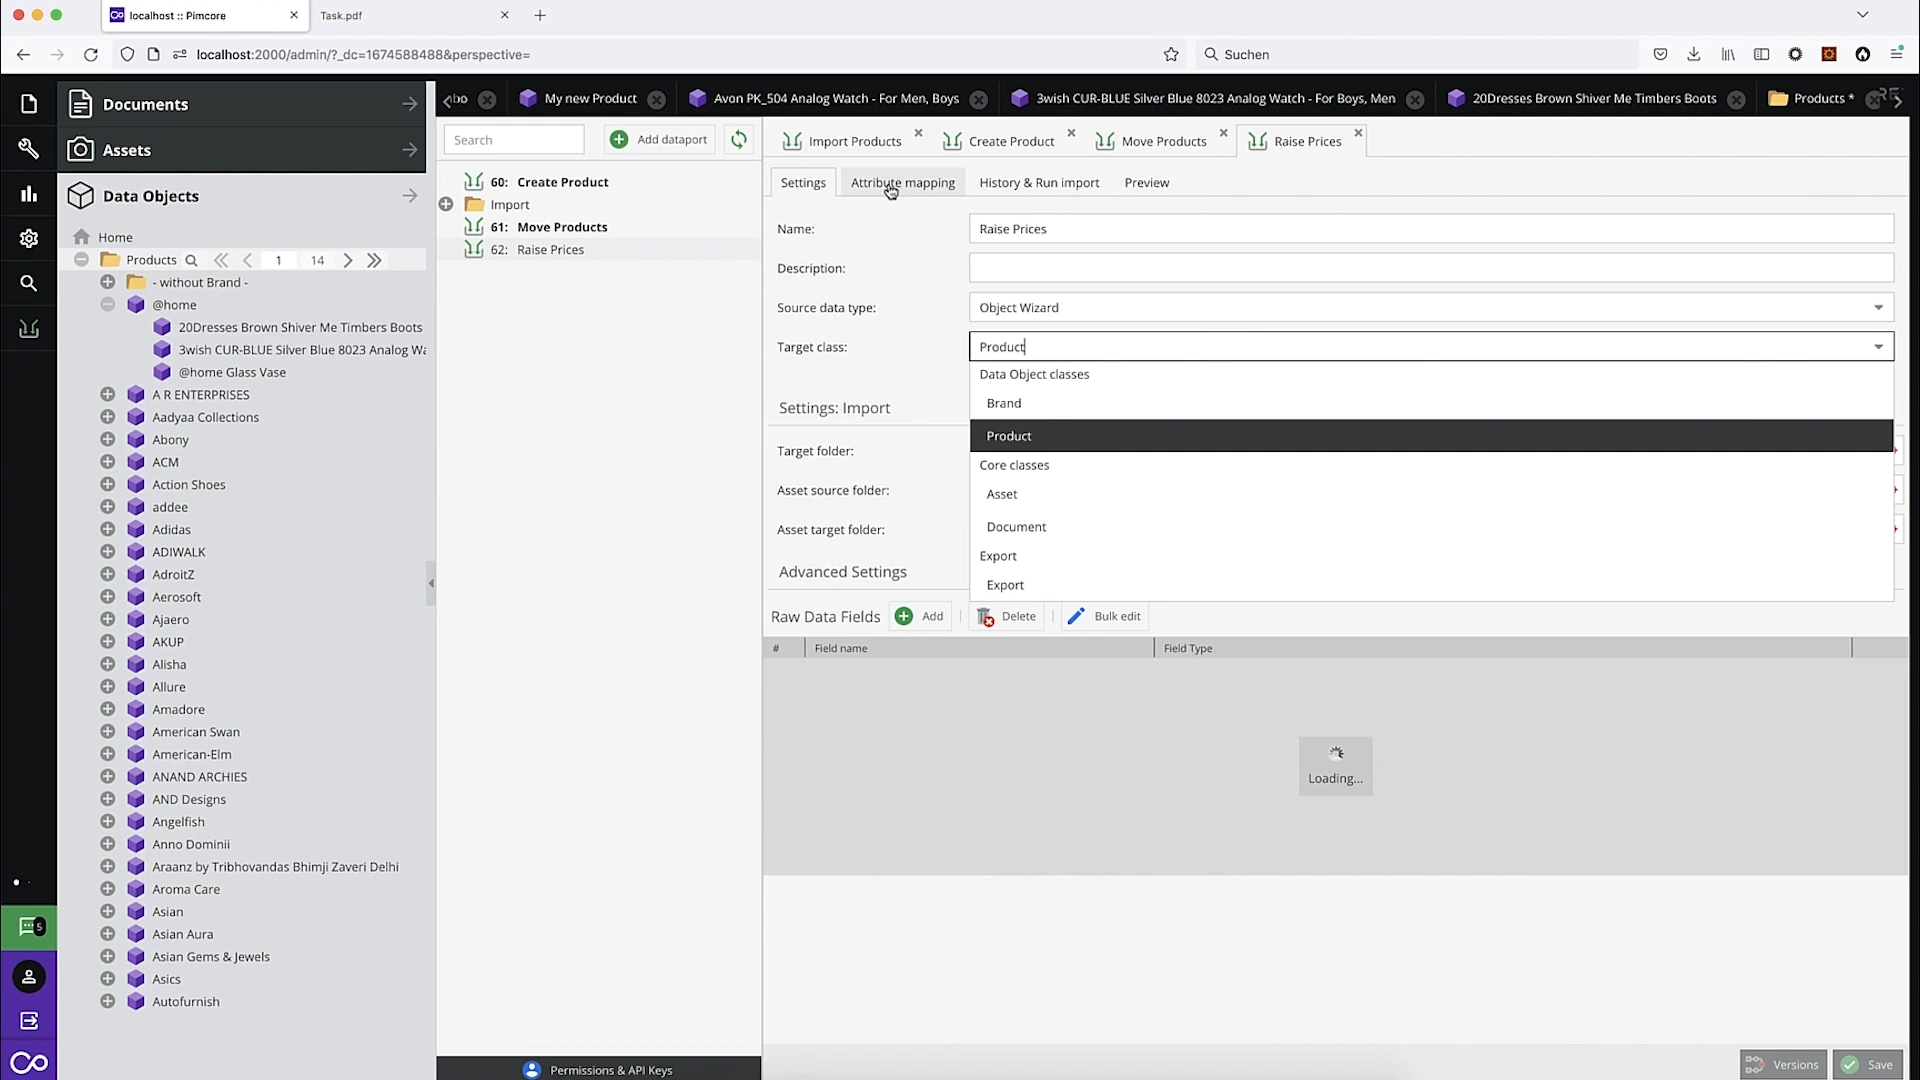 localhost :: Pimcore
Task.pdf
localhost:2000/admin/?_dc=1674588488&perspective=
Suchen
Documents
Assets
Data Objects
Home
Products
1
14
- without Brand -
@home
20Dresses Brown Shiver Me Timbers Boots
3wish CUR-BLUE Silver Blue 8023 Analog Wa
@home Glass Vase
A R ENTERPRISES
Aadyaa Collections
Abony
ACM
Action Shoes
addee
Adidas
ADIWALK
AdroitZ
Aerosoft
Ajaero
AKUP
Alisha
Allure
Amadore
American Swan
American-Elm
ANAND ARCHIES
AND Designs
Angelfish
Anno Dominii
Araanz by Tribhovandas Bhimji Zaveri Delhi
Aroma Care
Asian
Asian Aura
Asian Gems & Jewels
Asics
Autofurnish
5
bo
My new Product
Avon PK_504 Analog Watch - For Men, Boys
3wish CUR-BLUE Silver Blue 8023 Analog Watch - For Boys, Men
20Dresses Brown Shiver Me Timbers Boots
Products *
Search
Add dataport
60: Create Product
Import
61: Move Products
62: Raise Prices
Permissions & API Keys
Import Products
Create Product
Move Products
Raise Prices
Settings
Attribute mapping
History & Run import
Preview
Name:
Raise Prices
Description:
Source data type:
Object Wizard
Target class:
Product
Data Object classes
Brand
Product
Core classes
Asset
Document
Export
Export
Settings: Import
Target folder:
Asset source folder:
Asset target folder:
Advanced Settings
Raw Data Fields
Add
Delete
Bulk edit
#
Field name
Field Type
Loading...
Versions
Save